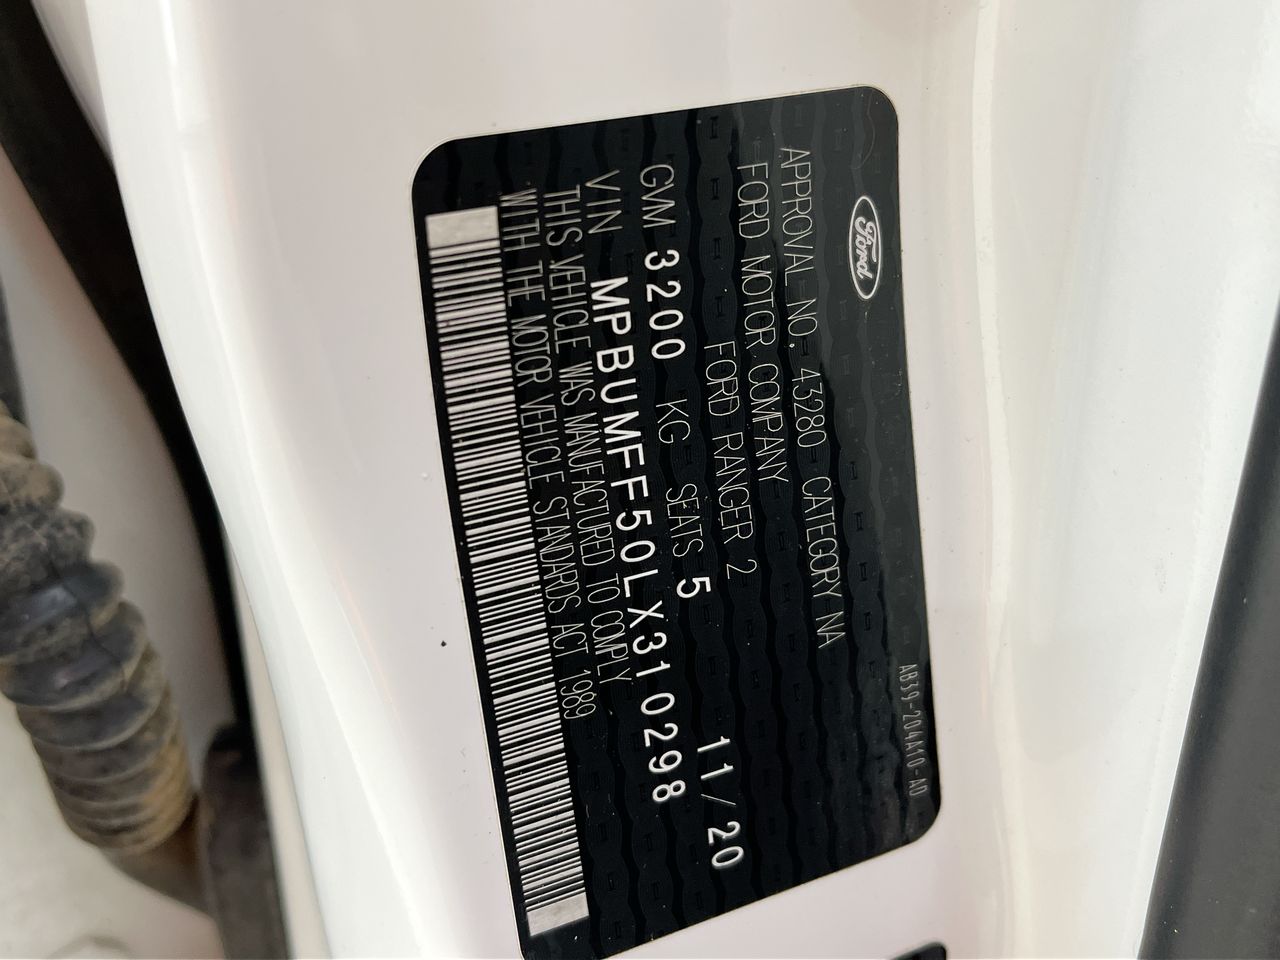 Ford
AB39-204A10-AD
APPROVAL NO. 43280 CATEGORY NA
FORD MOTOR COMPANY
FORD RANGER 2
11/20
GVM 3200 KG SEATS 5
VIN MPBUMFF50LX310298
THIS VEHICLE WAS MANUFACTURED TO COMPLY
WITH THE MOTOR VEHICLE STANDARDS ACT 1989